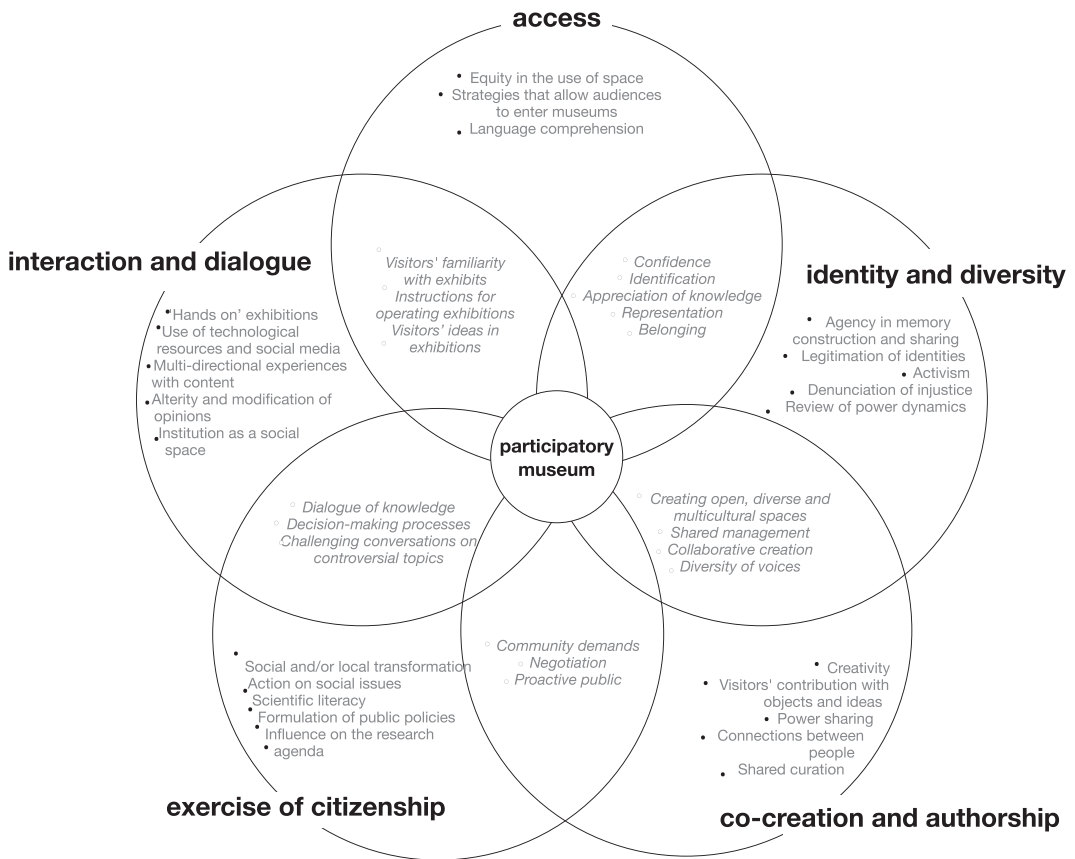 access
• Equity in the use of space
• Strategies that allow audiences
to enter museums
• Language comprehension
interaction and dialogue
• 'Hands on’ exhibitions
• Use of technological
resources and social media
• Multi-directional experiences
with content
• Alterity and modification of
opinions
• Institution as a social
space
○ Visitors' familiarity
with exhibits
○ Instructions for
operating exhibitions
○ Visitors’ ideas in
exhibitions
○ Confidence
○ Identification
○ Appreciation of knowledge
○ Representation
○ Belonging
identity and diversity
• Agency in memory
construction and sharing
• Legitimation of identities
• Activism
• Denunciation of injustice
• Review of power dynamics
participatory
museum
○ Dialogue of knowledge
○ Decision-making processes
○ Challenging conversations on
controversial topics
○ Creating open, diverse and
multicultural spaces
○ Shared management
○ Collaborative creation
○ Diversity of voices
○ Community demands
○ Negotiation
○ Proactive public
• Social and/or local transformation
• Action on social issues
• Scientific literacy
• Formulation of public policies
• Influence on the research
agenda
exercise of citizenship
• Creativity
• Visitors' contribution with
objects and ideas
• Power sharing
• Connections between
people
• Shared curation
co-creation and authorship